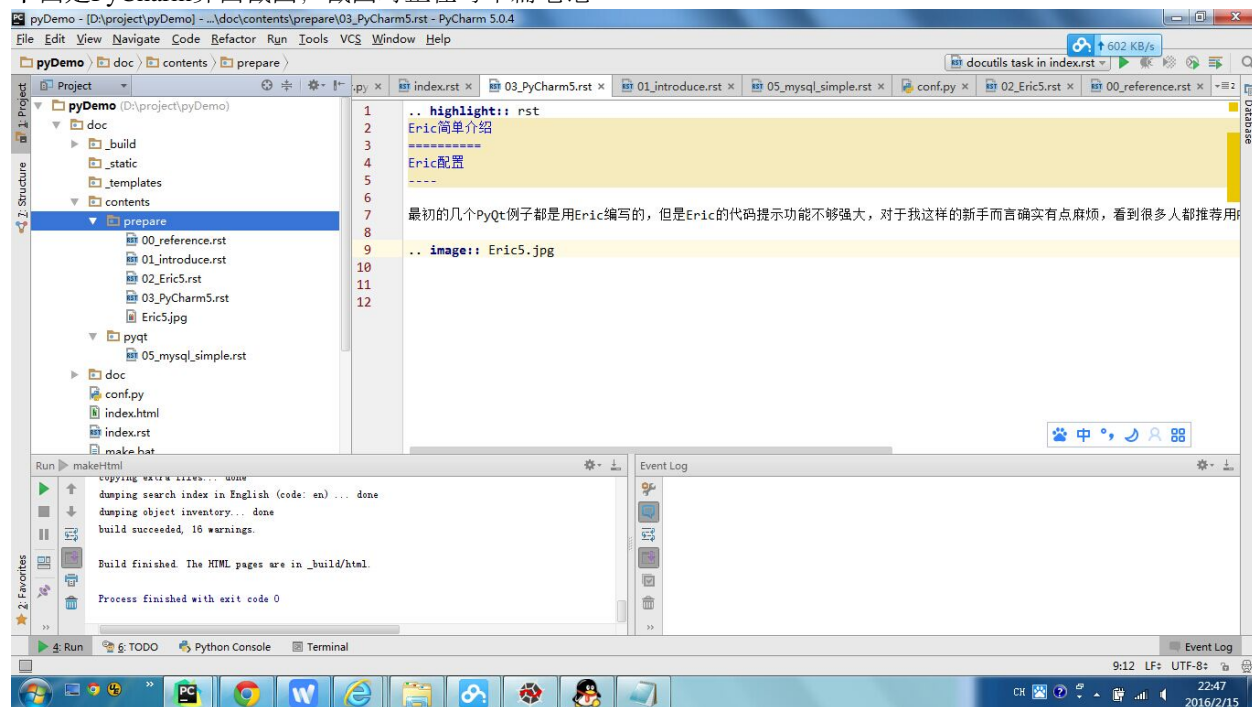 pyDemo - [D:\project\pyDemo] - ...\doc\contents\prepare\03_PyCharm5.rst - PyCharm 5.0.4
File Edit View Navigate Code Refactor Run Tools VCS Window Help
602 KB/s
pyDemo doc contents prepare
docutils task in index.rst
Project
.py index.rst 03_PyCharm5.rst 01_introduce.rst 05_mysql_simple.rst conf.py 02_Eric5.rst 00_reference.rst
1: Project
Z: Structure
2: Favorites
Database
pyDemo (D:\project\pyDemo)
doc
_build
_static
_templates
contents
prepare
00_reference.rst
01_introduce.rst
02_Eric5.rst
03_PyCharm5.rst
Eric5.jpg
pyqt
05_mysql_simple.rst
doc
conf.py
index.html
index.rst
make.bat
1 .. highlight:: rst
2 Eric简单介绍
3 ==========
4 Eric配置
5 ----
6
7 最初的几个PyQt例子都是用Eric编写的，但是Eric的代码提示功能不够强大，对于我这样的新手而言确实有点麻烦，看到很多人都推荐用
8
9 .. image:: Eric5.jpg
10
11
12
中
Run makeHtml
Event Log
copying extra files... done
dumping search index in English (code: en) ... done
dumping object inventory... done
build succeeded, 16 warnings.
Build finished. The HTML pages are in _build/html.
Process finished with exit code 0
4: Run 6: TODO Python Console Terminal
Event Log
9:12 LF UTF-8
CH 22:47
2016/2/15